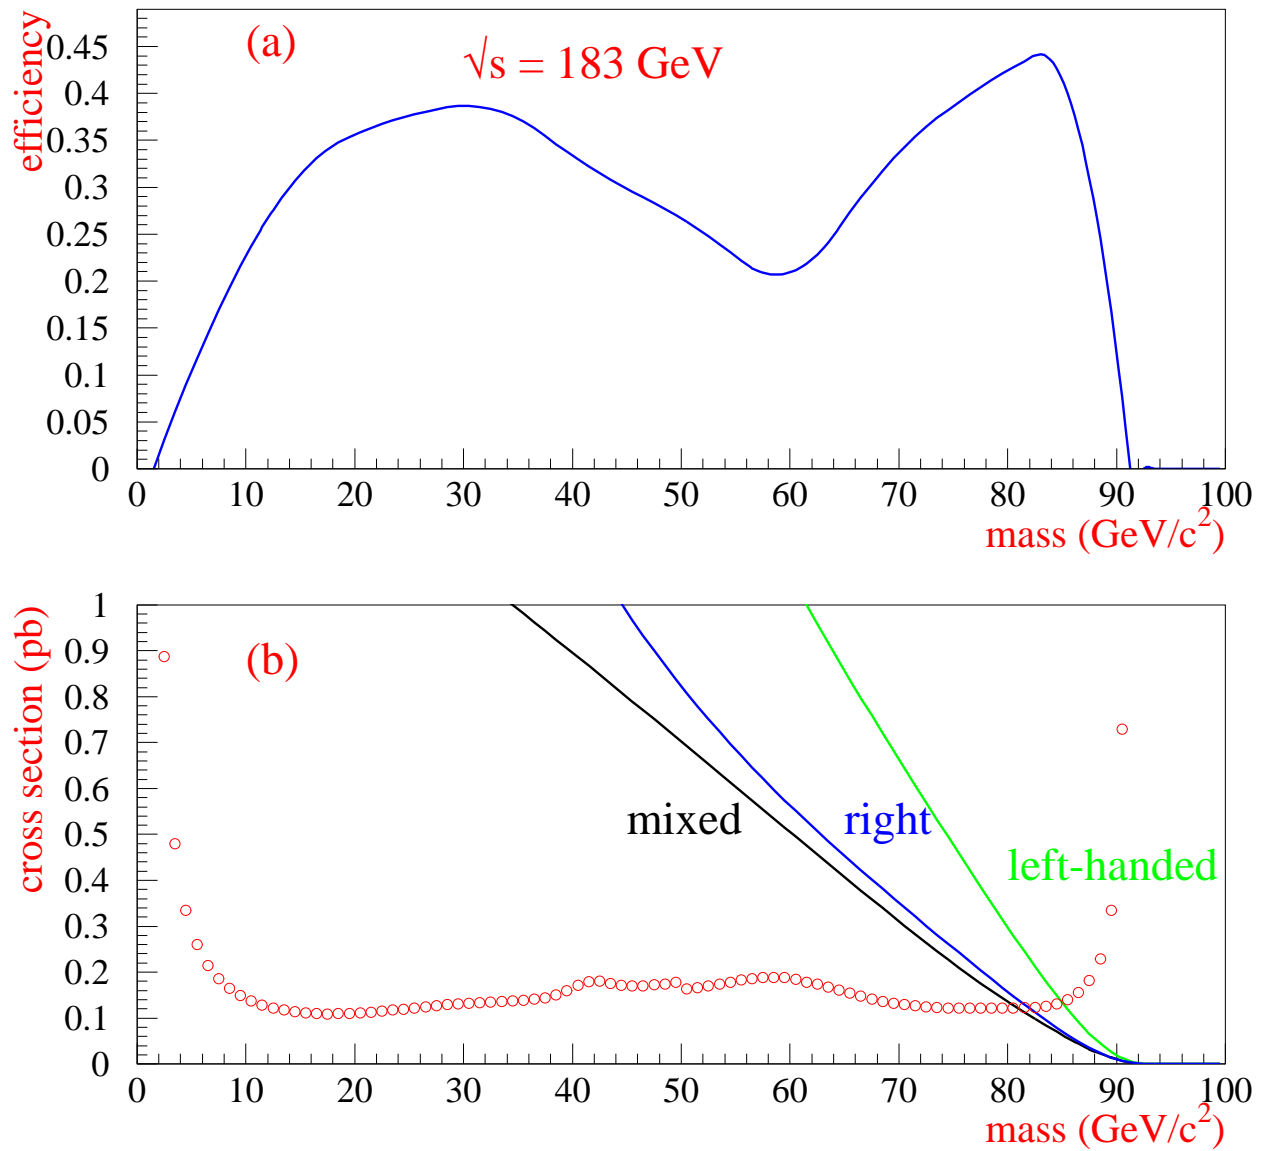 efficiency
(a)
√s = 183 GeV
0.45
0.4
0.35
0.3
0.25
0.2
0.15
0.1
0.05
0
0 10 20 30 40 50 60 70 80 90 100
mass (GeV/c²)
cross section (pb)
(b)
1
0.9
0.8
0.7
0.6
0.5
0.4
0.3
0.2
0.1
0
mixed
right
left-handed
0 10 20 30 40 50 60 70 80 90 100
mass (GeV/c²)